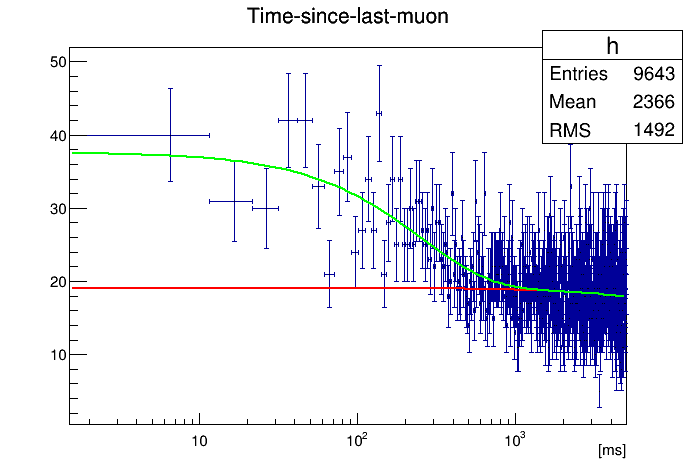 Time-since-last-muon
h
Entries 9643
Mean 2366
RMS 1492
50
40
30
20
10
10
10²
10³
[ms]